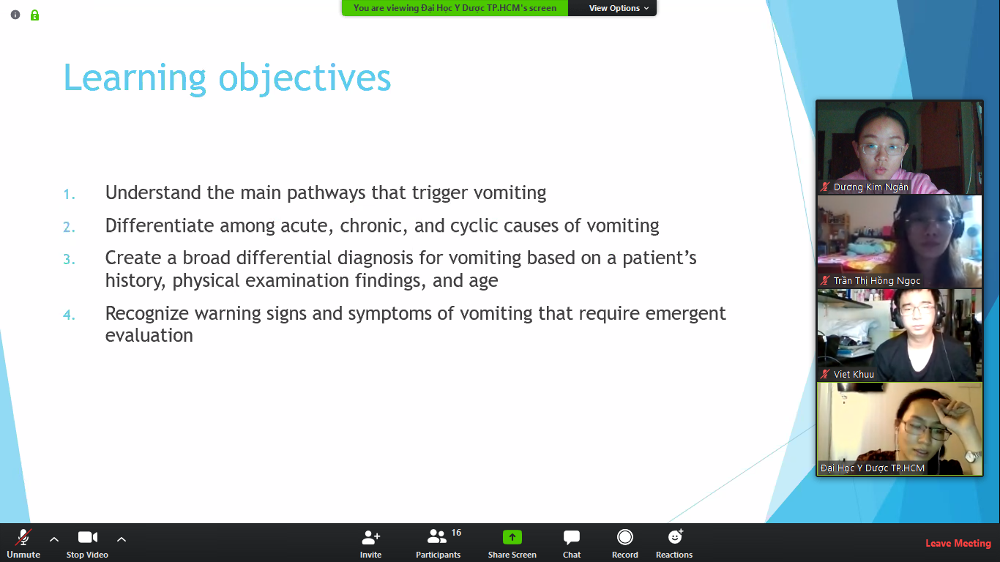 You are viewing Đại Học Y Dược TP.HCM's screen
View Options
E
Learning objectives
1. Understand the main pathways that trigger vomiting
2. Differentiate among acute, chronic, and cyclic causes of vomiting
3. Create a broad differential diagnosis for vomiting based on a patient’s
history, physical examination findings, and age
4. Recognize warning signs and symptoms of vomiting that require emergent
evaluation
Dương Kim Ngân
Trần Thị Hồng Ngọc
Viet Khuu
Đại Học Y Dược TP.HCM
Unmute
Stop Video
Invite
16
Participants
Share Screen
Chat
Record
Reactions
Leave Meeting